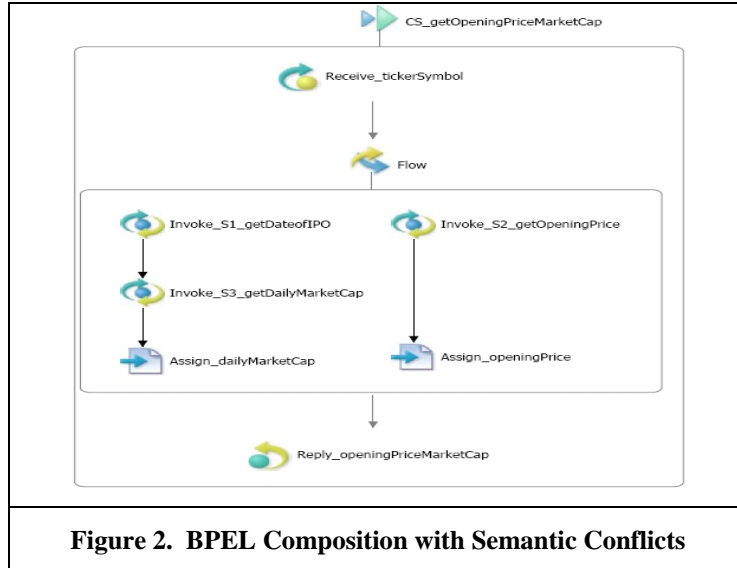 CS_getOpeningPriceMarketCap
Receive_tickerSymbol
Flow
Invoke_S1_getDateofIPO
Invoke_S2_getOpeningPrice
Invoke_S3_getDailyMarketCap
Assign_dailyMarketCap
Assign_openingPrice
Reply_openingPriceMarketCap
Figure 2. BPEL Composition with Semantic Conflicts